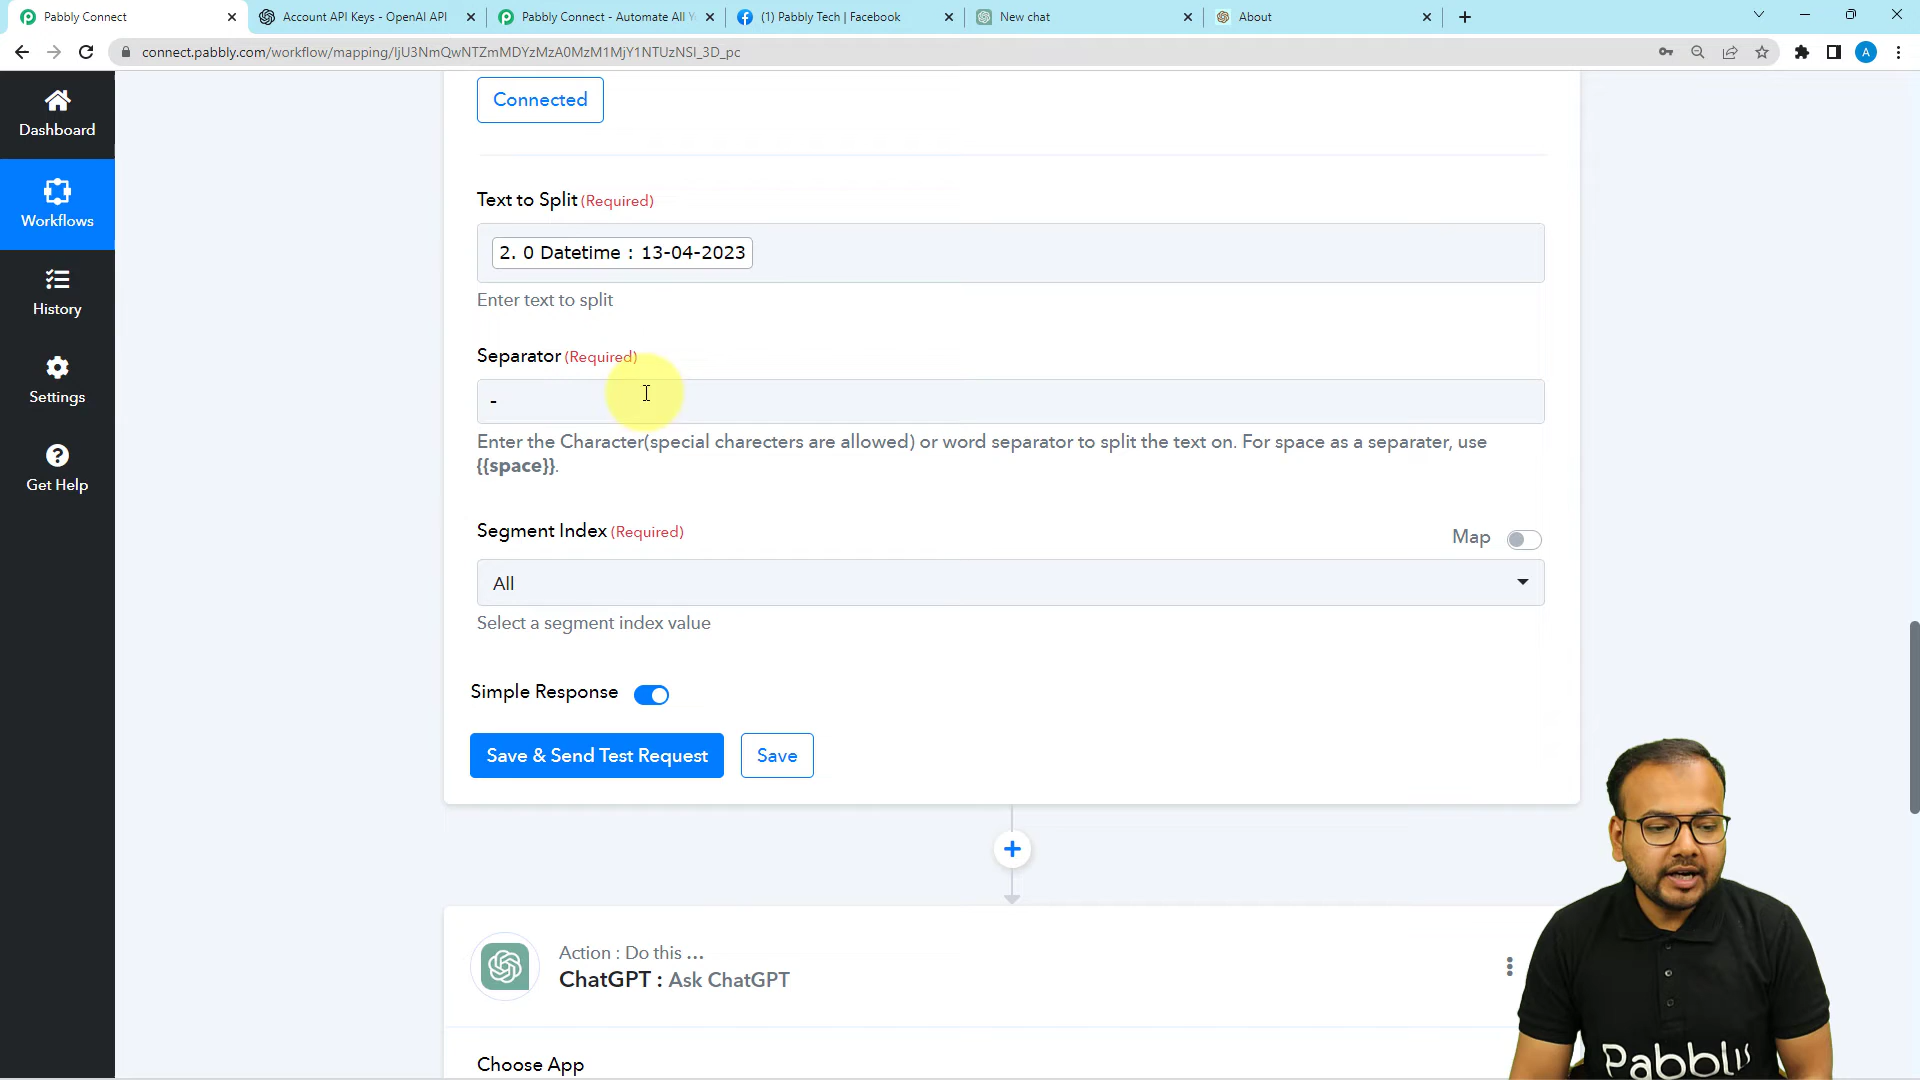 Pabbly Connect
Account API Keys - OpenAI API
Pabbly Connect - Automate All Y
(1) Pabbly Tech | Facebook
New chat
About
connect.pabbly.com/workflow/mapping/IjU3NmQwNTZmMDYzMzA0MzM1MjY1NTUzNSI_3D_pc
A
Dashboard
Workflows
History
Settings
Get Help
Connected
Text to Split (Required)
2. 0 Datetime : 13-04-2023
Enter text to split
Separator (Required)
-
Enter the Character(special charecters are allowed) or word separator to split the text on. For space as a separater, use
{{space}}.
Segment Index (Required)
Map
All
Select a segment index value
Simple Response
Save & Send Test Request
Save
Action : Do this ...
ChatGPT : Ask ChatGPT
Choose App
Pabbly